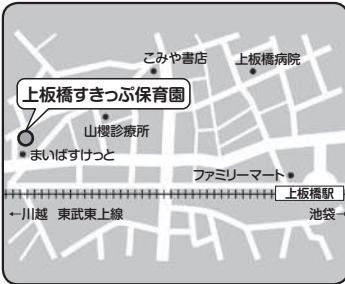 こみや書店
上板橋病院
上板橋すきっぷ保育園
山櫻診療所
まいばすけっと
ファミリーマート
上板橋駅
←川越 東武東上線
池袋→